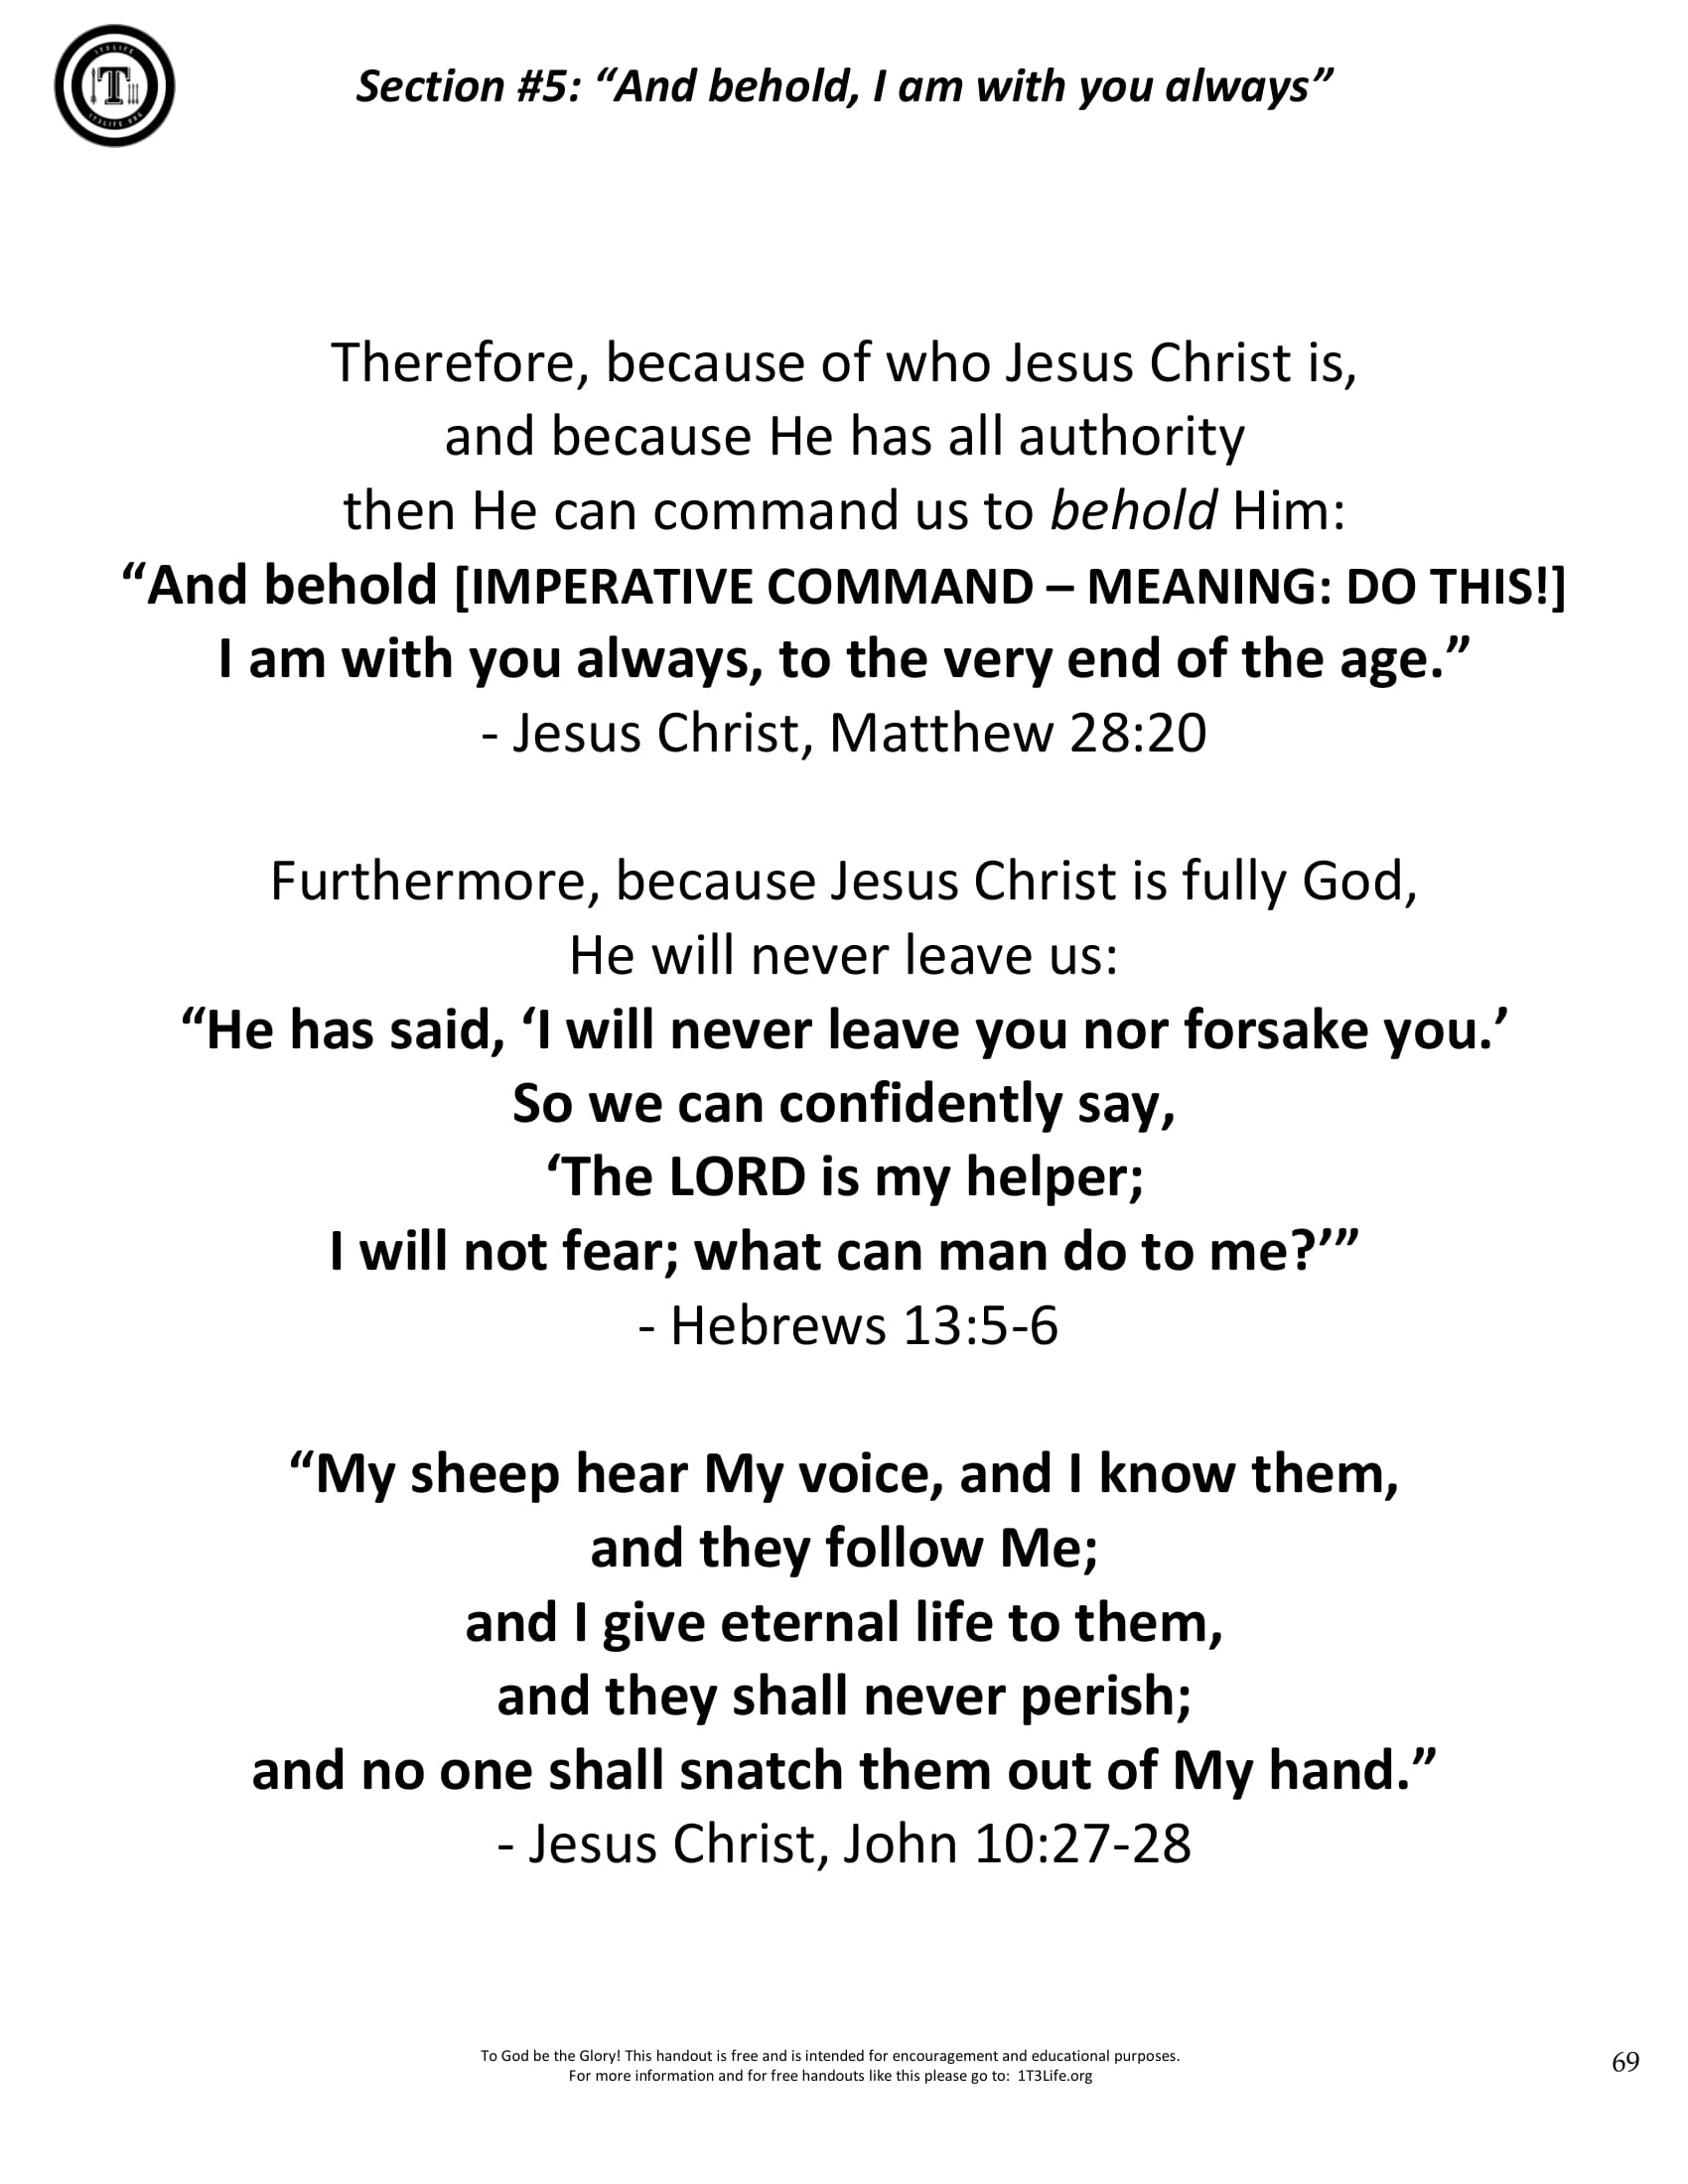 1T3LIFE
T
1T3LIFE.ORG
Section #5: “And behold, I am with you always”
Therefore, because of who Jesus Christ is,
and because He has all authority
then He can command us to behold Him:
“And behold [IMPERATIVE COMMAND – MEANING: DO THIS!]
I am with you always, to the very end of the age.”
- Jesus Christ, Matthew 28:20
Furthermore, because Jesus Christ is fully God,
He will never leave us:
“He has said, ‘I will never leave you nor forsake you.’
So we can confidently say,
‘The LORD is my helper;
I will not fear; what can man do to me?’”
- Hebrews 13:5-6
“My sheep hear My voice, and I know them,
and they follow Me;
and I give eternal life to them,
and they shall never perish;
and no one shall snatch them out of My hand.”
- Jesus Christ, John 10:27-28
To God be the Glory! This handout is free and is intended for encouragement and educational purposes.
For more information and for free handouts like this please go to:  1T3Life.org
69